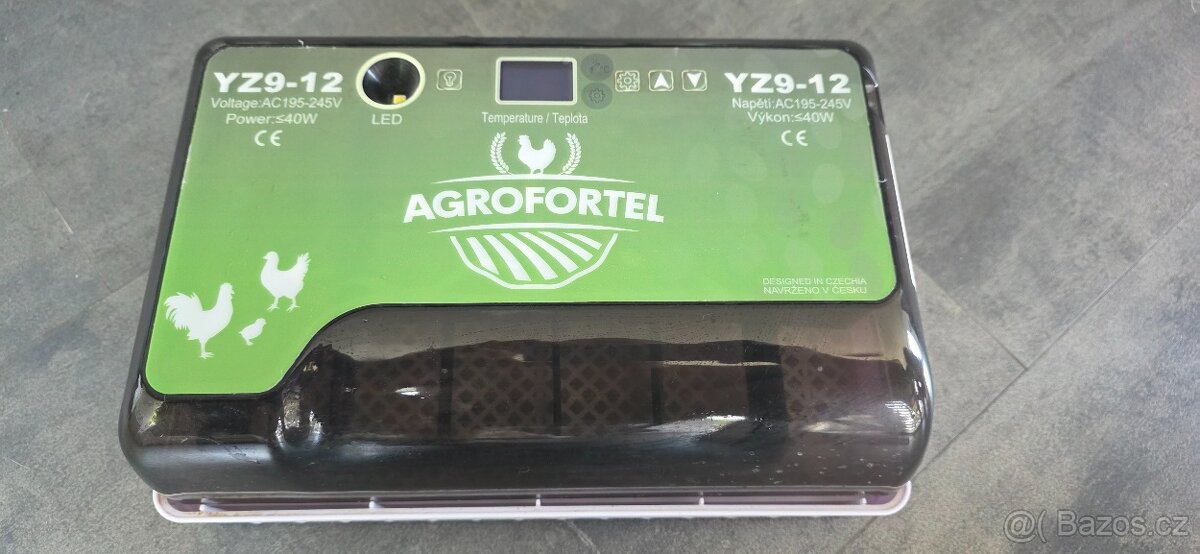 YZ9-12
Voltage:AC195-245V
Power:≤40W
CE
LED
Temperature / Teplota
YZ9-12
Napětí:AC195-245V
Výkon:≤40W
CE
AGROFORTEL
DESIGNED IN CZECHIA
NAVRŽENO V ČESKU
@( Bazos.cz